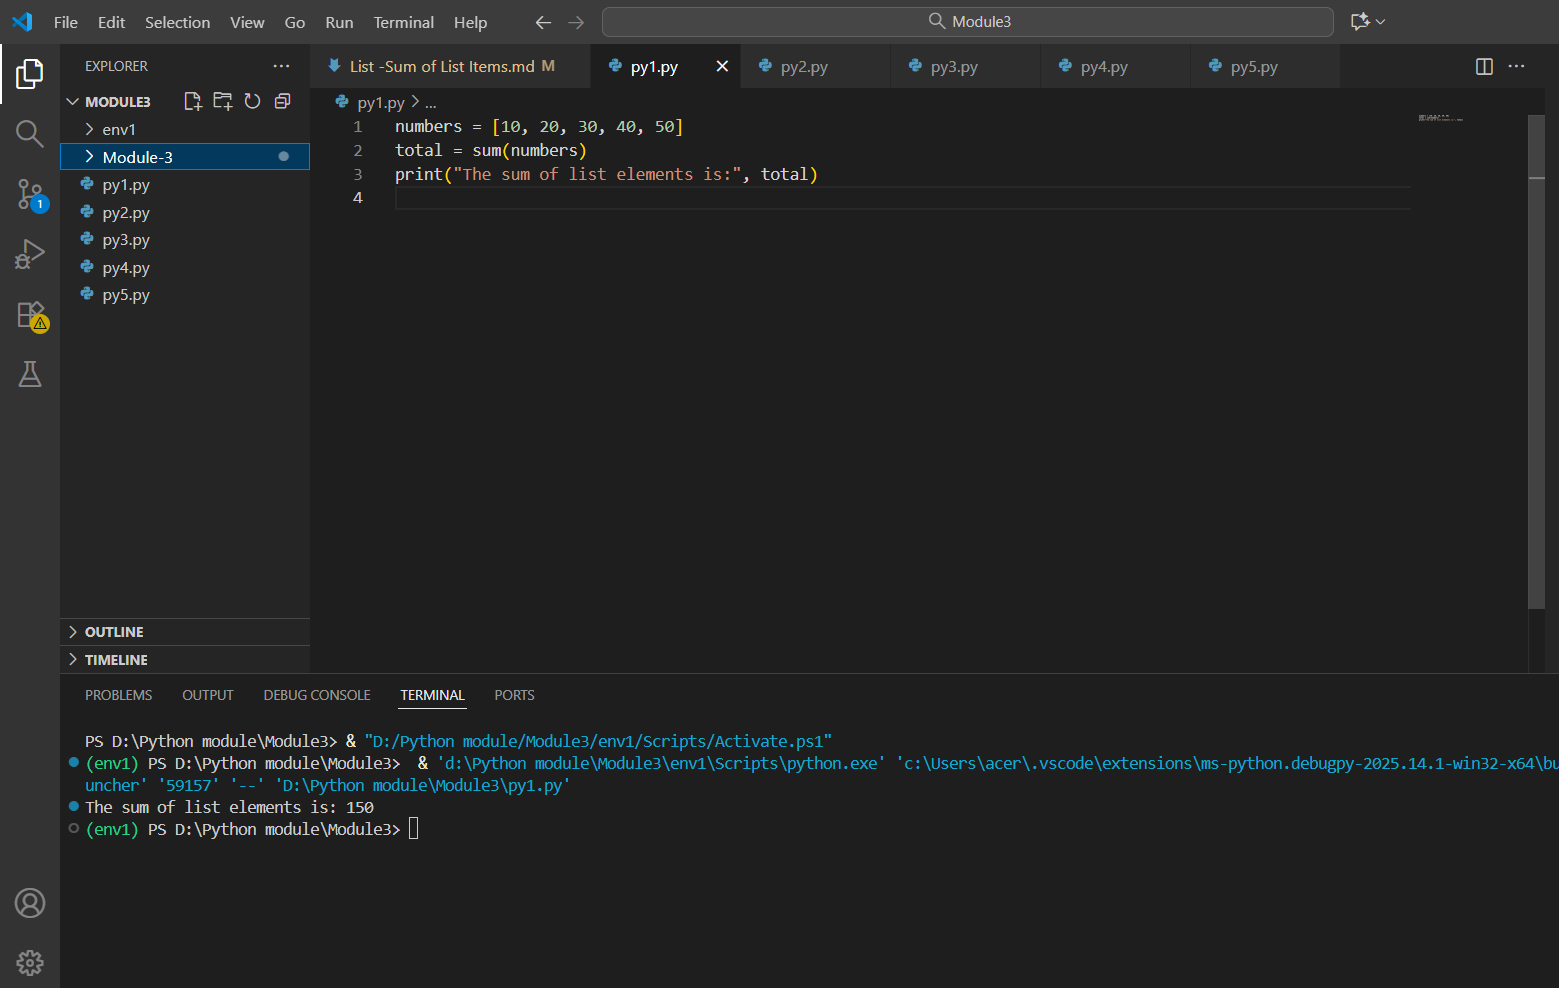 File Edit Selection View Go Run Terminal Help
Module3
EXPLORER
MODULE3
env1
Module-3
py1.py
py2.py
py3.py
py4.py
py5.py
OUTLINE
TIMELINE
List -Sum of List Items.md M
py1.py
py2.py
py3.py
py4.py
py5.py
py1.py > ...
1 numbers = [10, 20, 30, 40, 50]
2 total = sum(numbers)
3 print("The sum of list elements is:", total)
4
1
PROBLEMS OUTPUT DEBUG CONSOLE TERMINAL PORTS
PS D:\Python module\Module3> & "D:/Python module/Module3/env1/Scripts/Activate.ps1"
(env1) PS D:\Python module\Module3>  & 'd:\Python module\Module3\env1\Scripts\python.exe' 'c:\Users\acer\.vscode\extensions\ms-python.debugpy-2025.14.1-win32-x64\bu
uncher' '59157' '--' 'D:\Python module\Module3\py1.py'
The sum of list elements is: 150
(env1) PS D:\Python module\Module3>